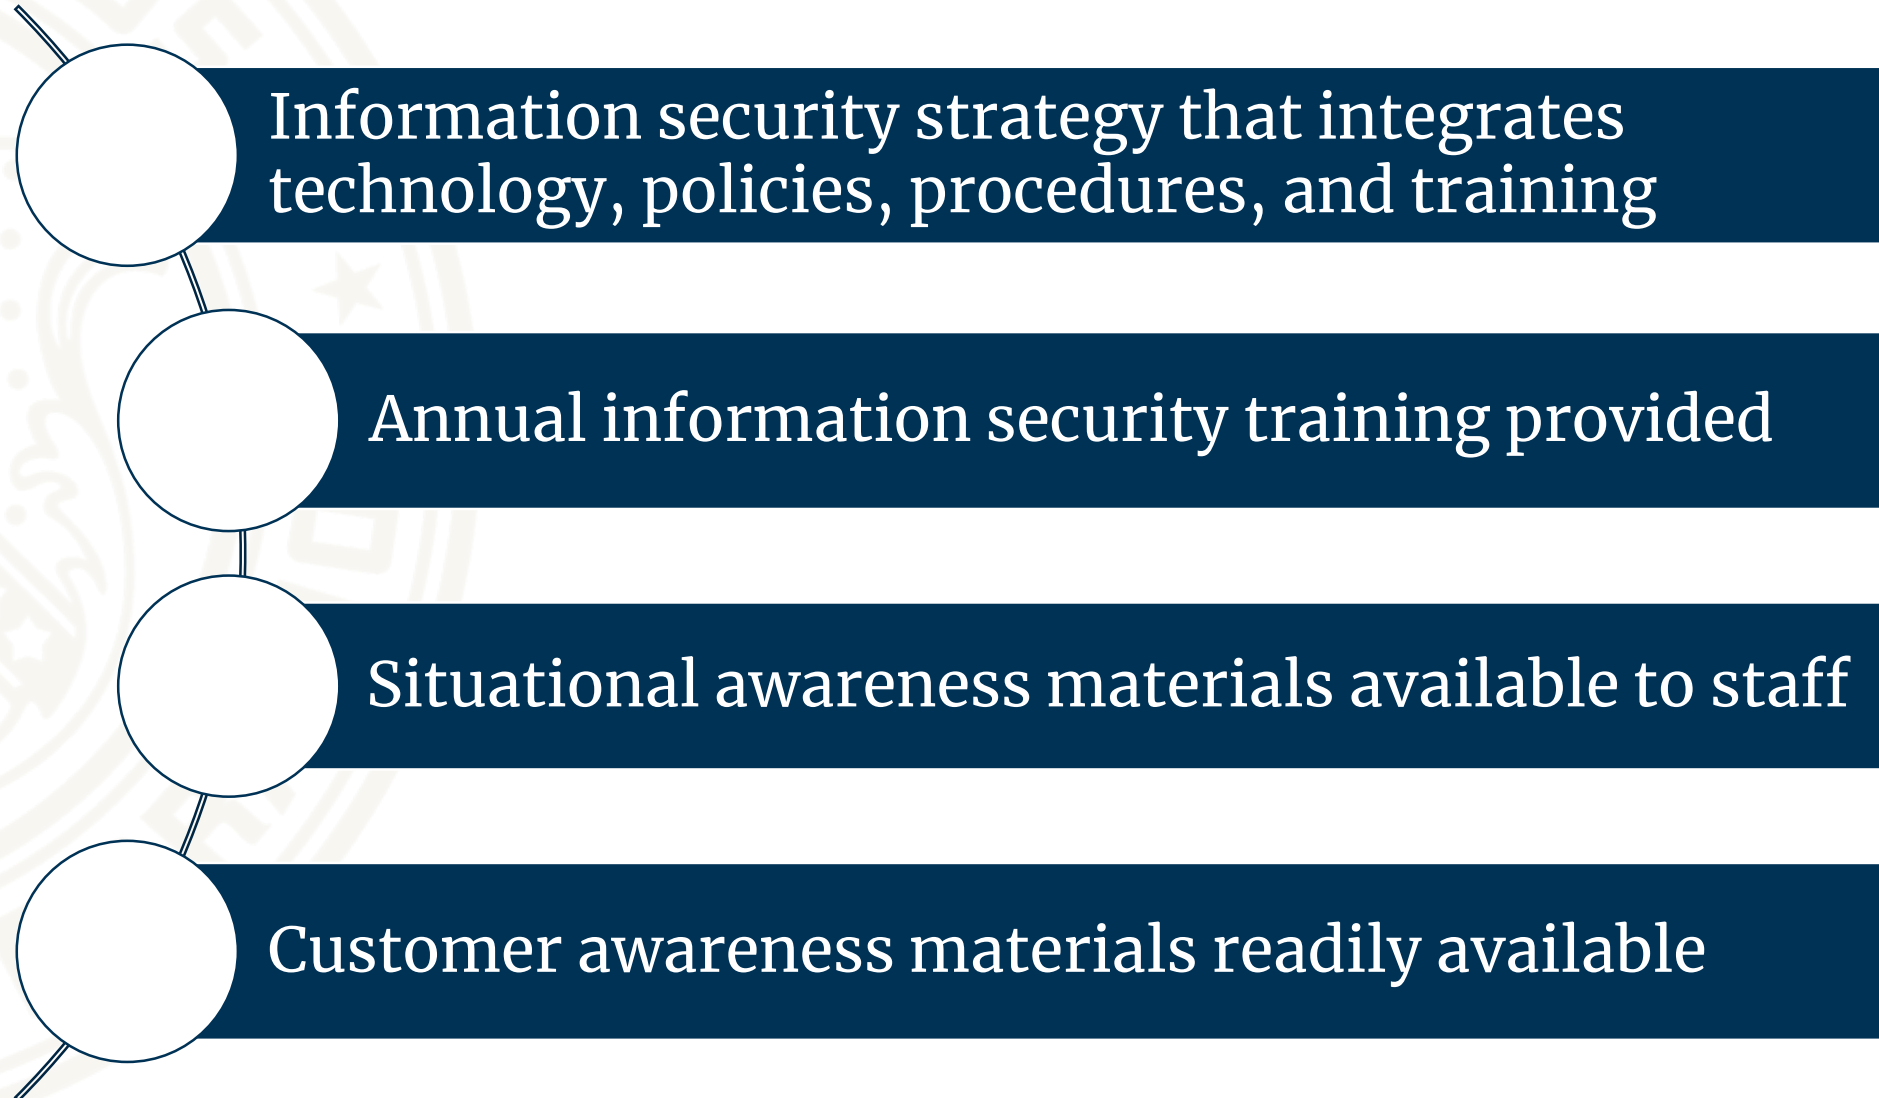 Information security strategy that integrates
technology, policies, procedures, and training
Annual information security training provided
Situational awareness materials available to staff
Customer awareness materials readily available